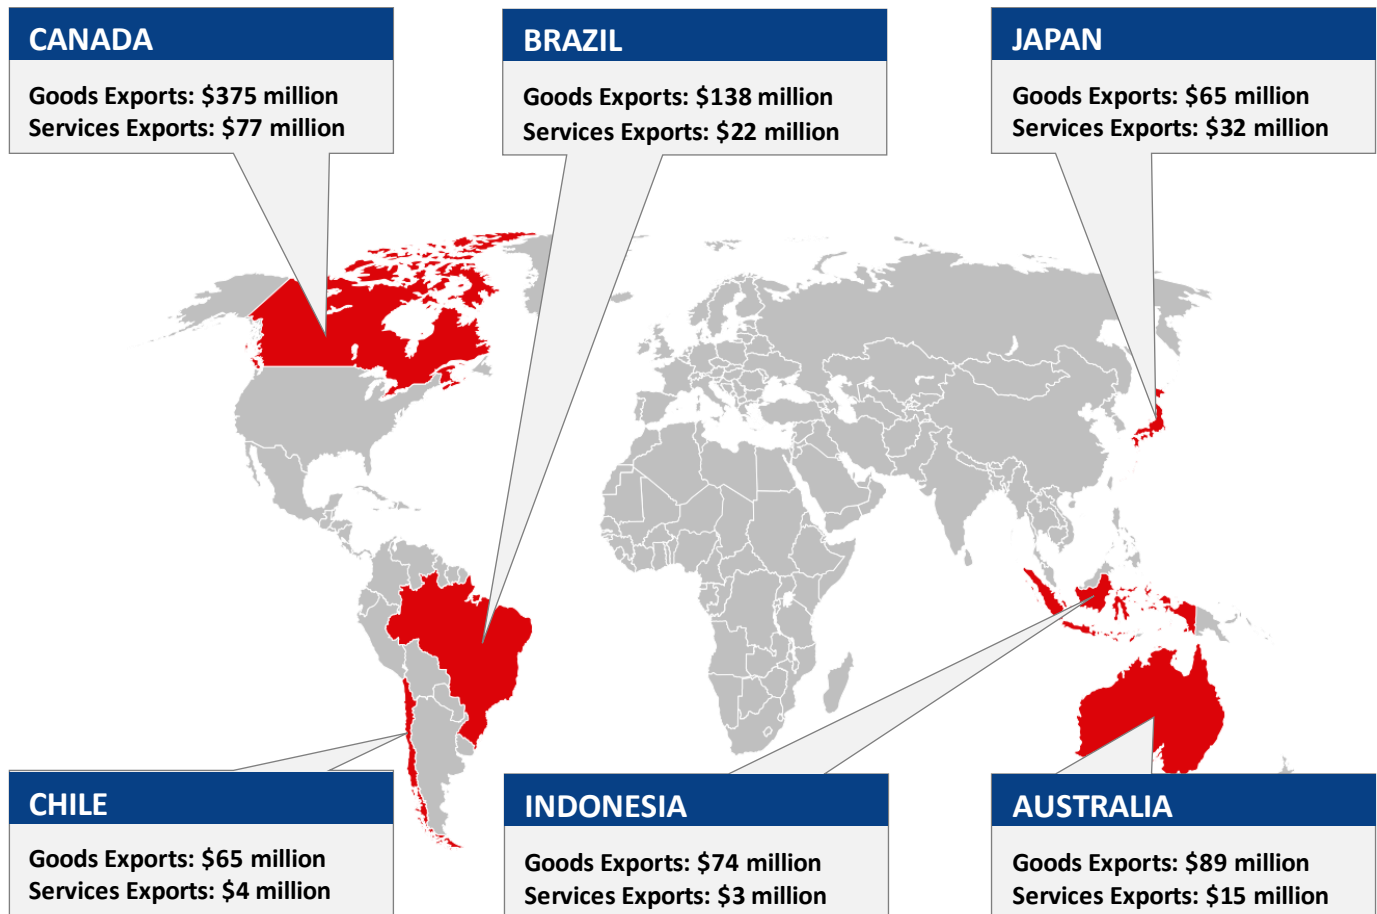 CANADA
Goods Exports: $375 million
Services Exports: $77 million
BRAZIL
Goods Exports: $138 million
Services Exports: $22 million
JAPAN
Goods Exports: $65 million
Services Exports: $32 million
CHILE
Goods Exports: $65 million
Services Exports: $4 million
INDONESIA
Goods Exports: $74 million
Services Exports: $3 million
AUSTRALIA
Goods Exports: $89 million
Services Exports: $15 million